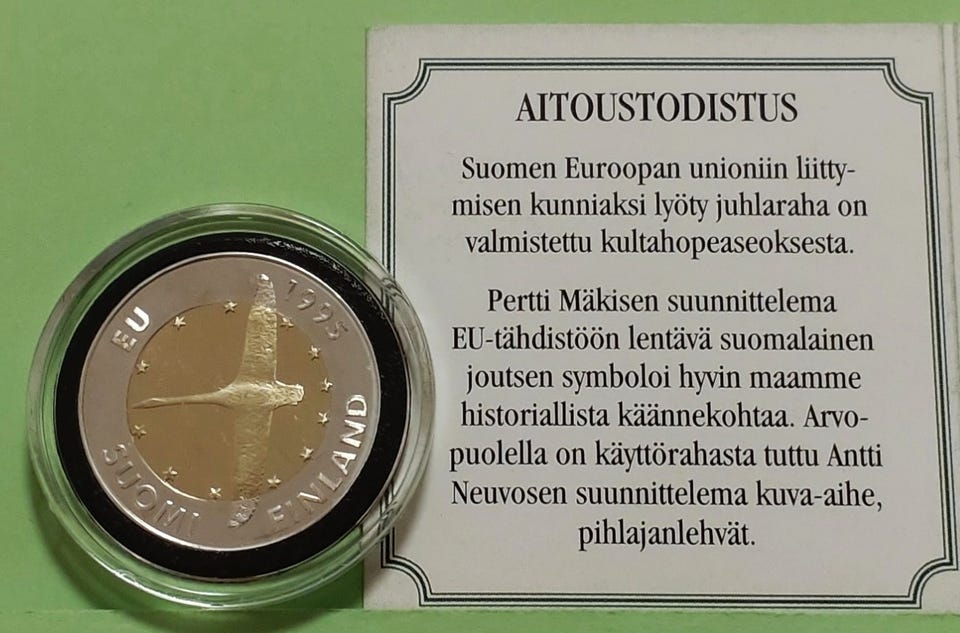 EU
1995
SUOMI
FINLAND
AITOUSTODISTUS
Suomen Euroopan unioniin liitty-
misen kunniaksi lyöty juhlaraha on
valmistettu kultahopeaseoksesta.
Pertti Mäkisen suunnittelema
EU-tähdistöön lentävä suomalainen
joutsen symboloi hyvin maamme
historiallista käännekohtaa. Arvo-
puolella on käyttörahasta tuttu Antti
Neuvosen suunnittelema kuva-aihe,
pihlajanlehvät.